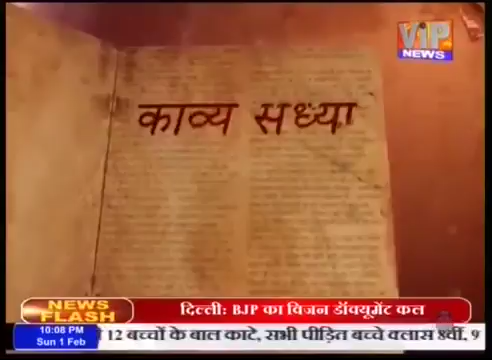 VIP
NEWS
काव्य सध्या
NEWS
FLASH
दिल्ली: BJP का विजन डॉक्यूमेंट कल
10:08 PM
Sun 1 Feb
12 बच्चों के बाल काटे, सभी पीड़ित बच्चे क्लास 8वीं, 9